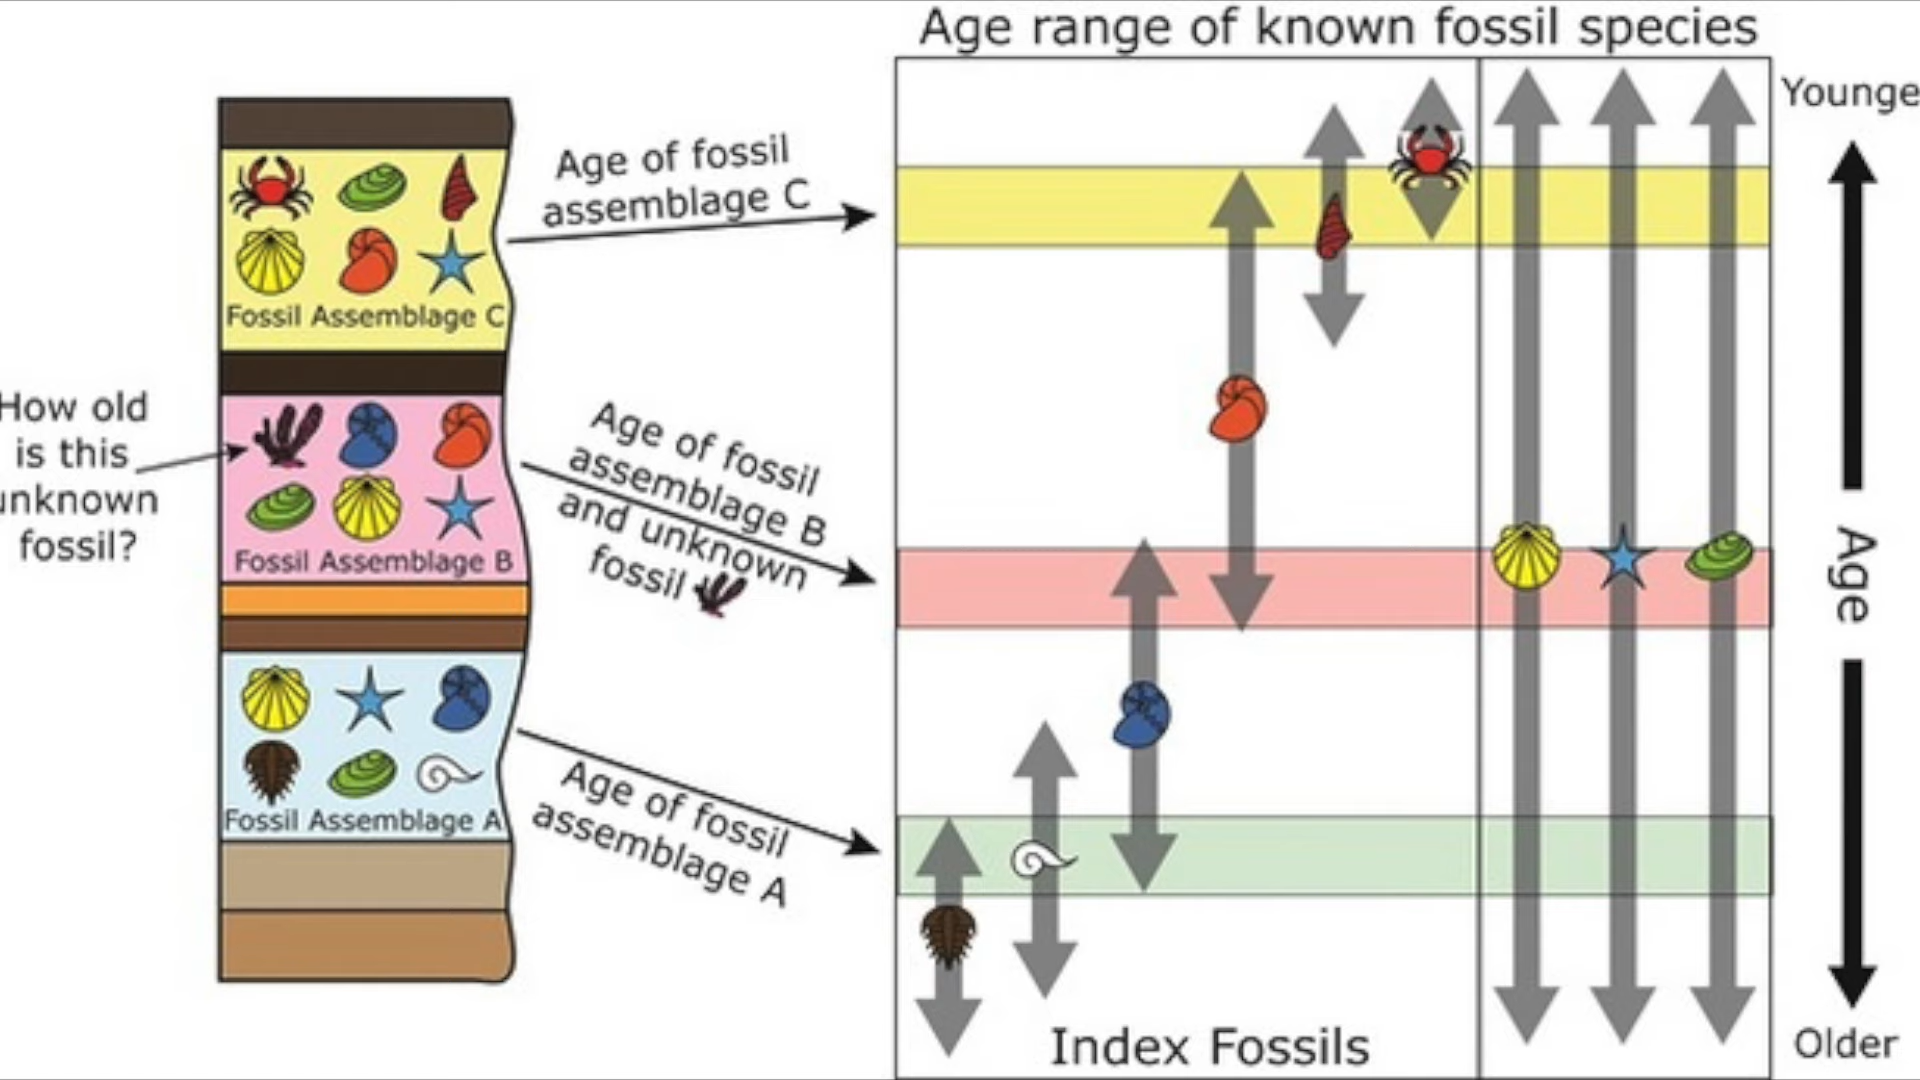 Age range of known fossil species
Younge
Age of fossil
assemblage C
Fossil Assemblage C
How old
is this
unknown
fossil?
Age of fossil
assemblage B
and unknown
fossil
Fossil Assemblage B
Age
Age of fossil
assemblage A
Fossil Assemblage A
Index Fossils
Older